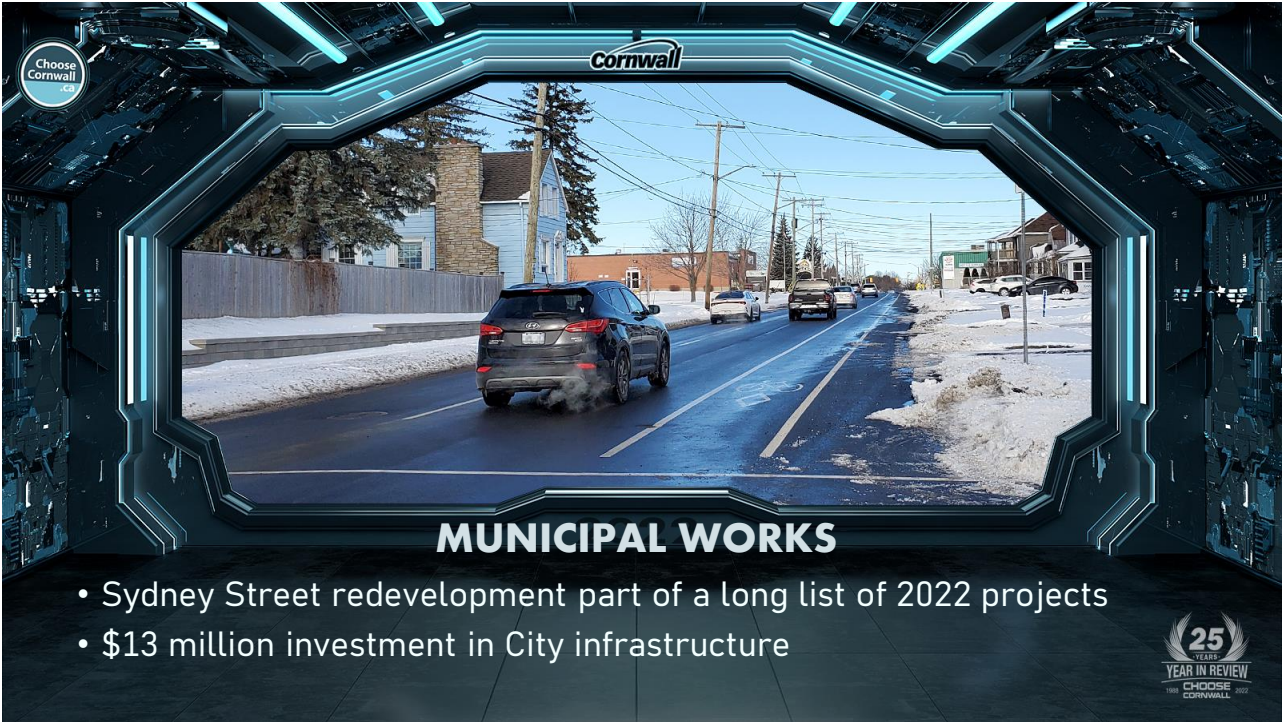 Choose
Cornwall
.ca
Cornwall
MUNICIPAL WORKS
• Sydney Street redevelopment part of a long list of 2022 projects
• $13 million investment in City infrastructure
25
YEARS
YEAR IN REVIEW
1998 CHOOSE 2022
CORNWALL